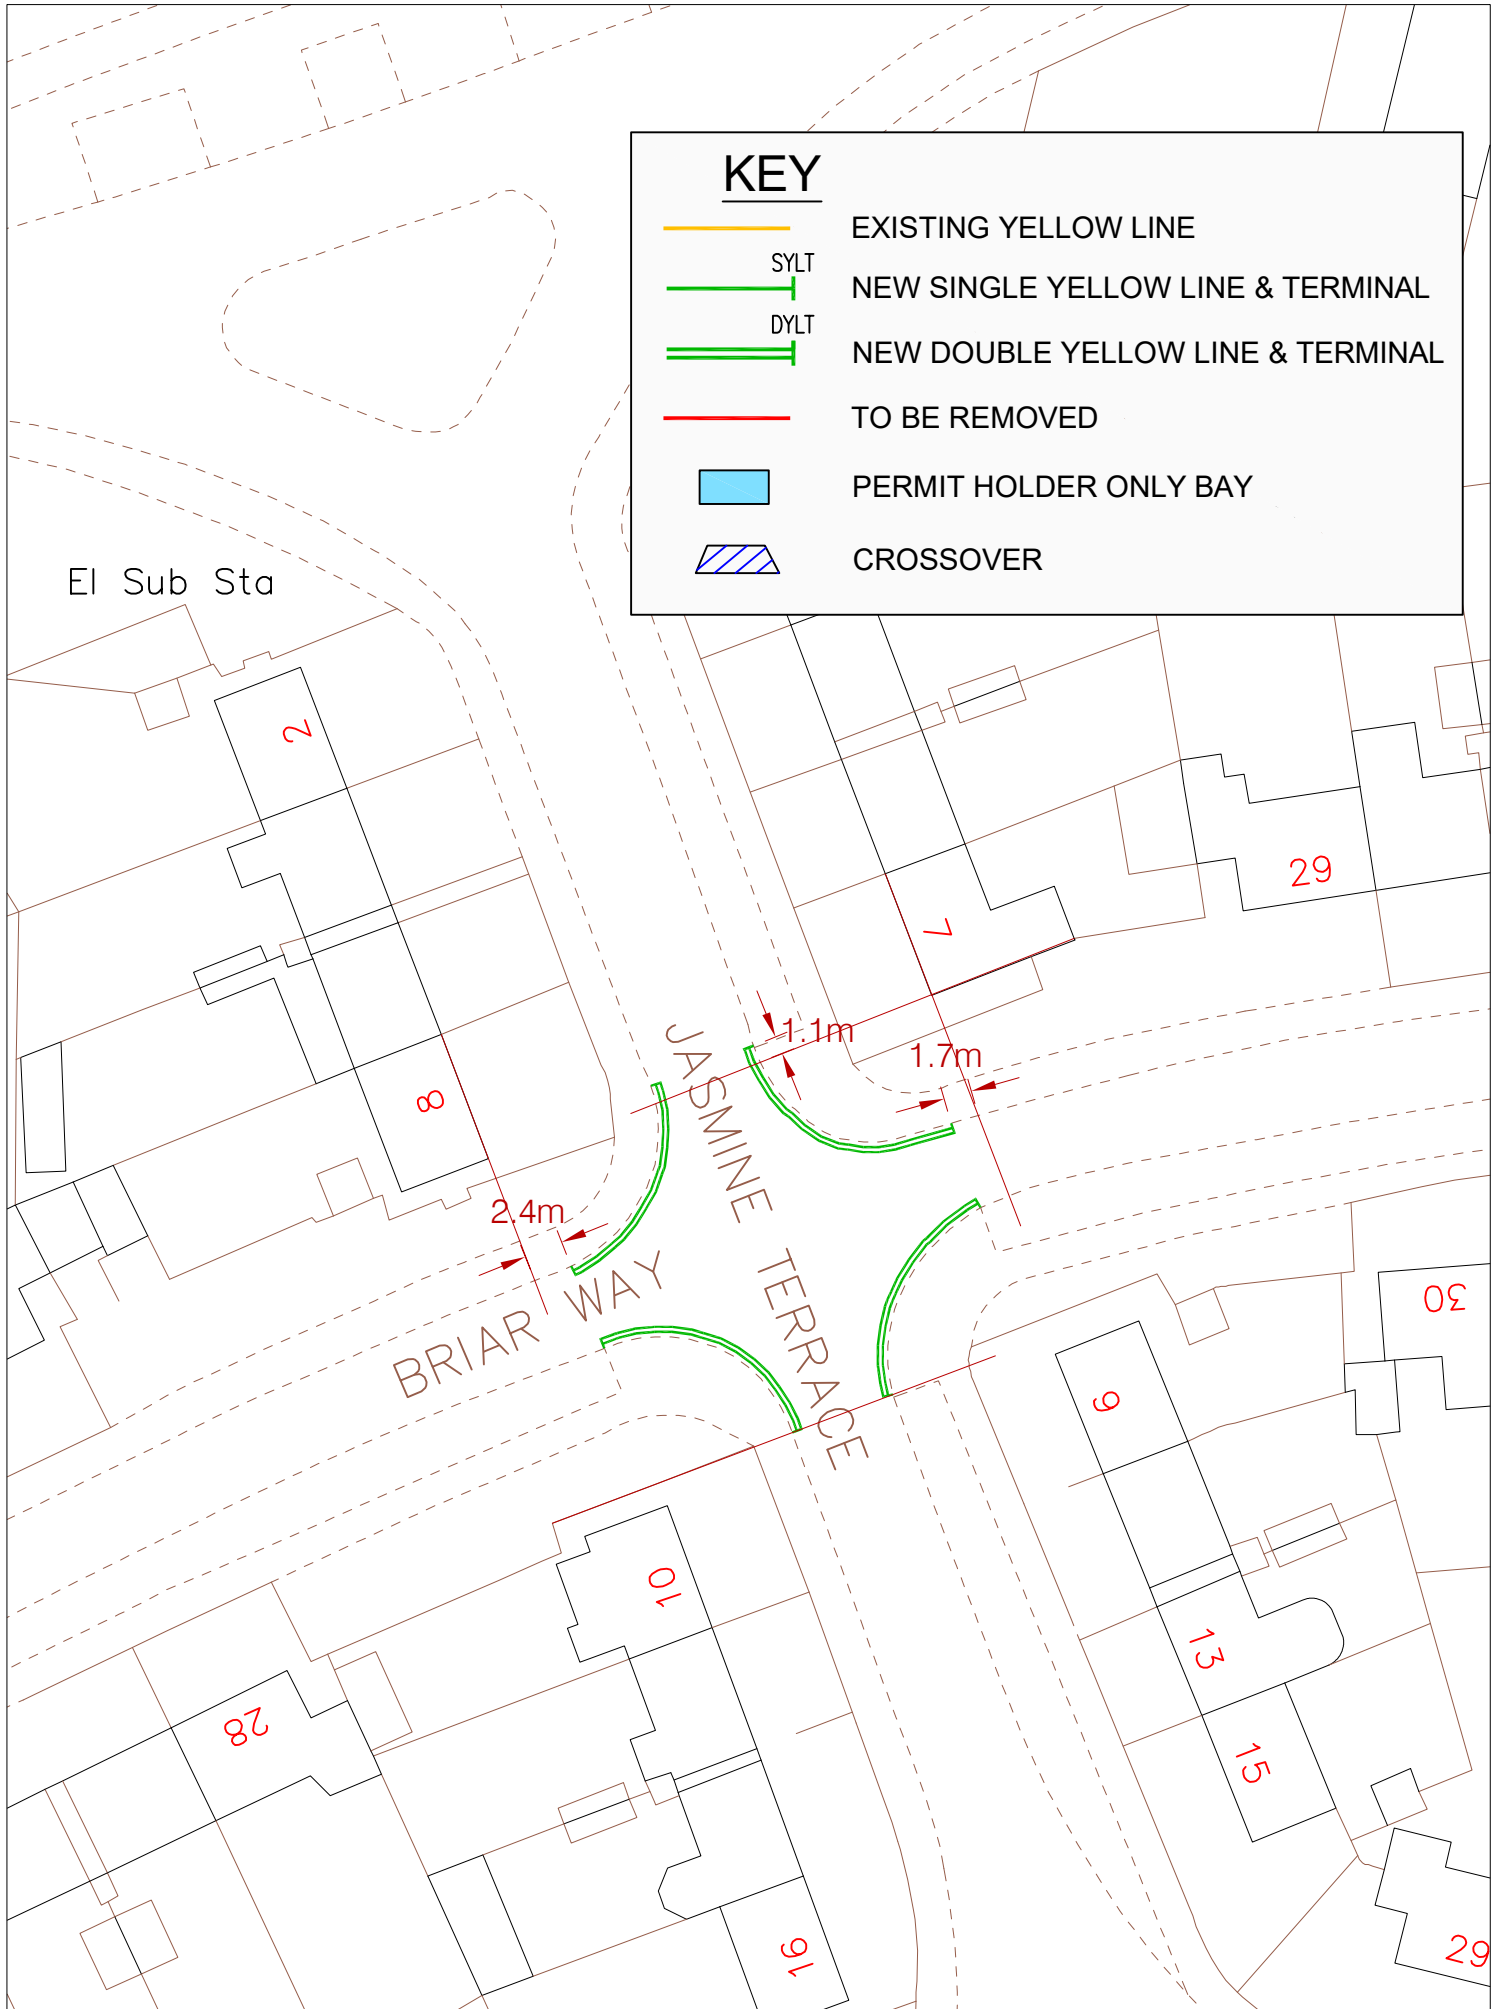 KEY
EXISTING YELLOW LINE
SYLT
NEW SINGLE YELLOW LINE & TERMINAL
DYLT
NEW DOUBLE YELLOW LINE & TERMINAL
TO BE REMOVED
PERMIT HOLDER ONLY BAY
CROSSOVER
El Sub Sta
2
29
7
1.1m
1.7m
8
2.4m
JASMINE TERRACE
BRIAR WAY
30
9
10
13
28
15
16
29